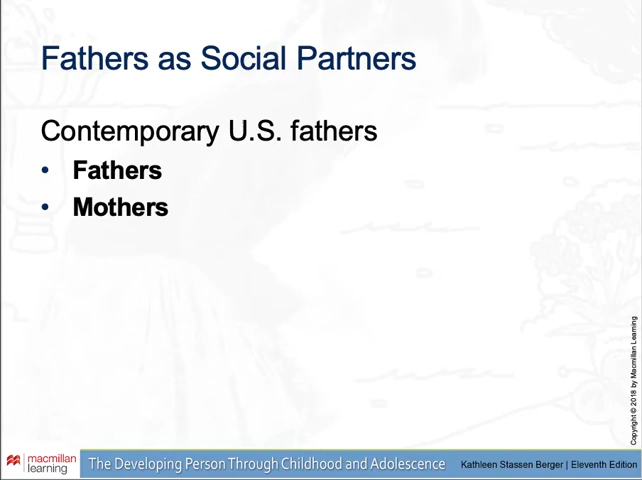 Fathers as Social Partners
Contemporary U.S. fathers
• Fathers
• Mothers
Copyright © 2018 by Macmillan Learning
macmillan
learning
The Developing Person Through Childhood and Adolescence
Kathleen Stassen Berger | Eleventh Edition